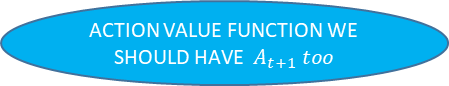 ACTION VALUE FUNCTION WE
SHOULD HAVE $A_{t+1}$ too